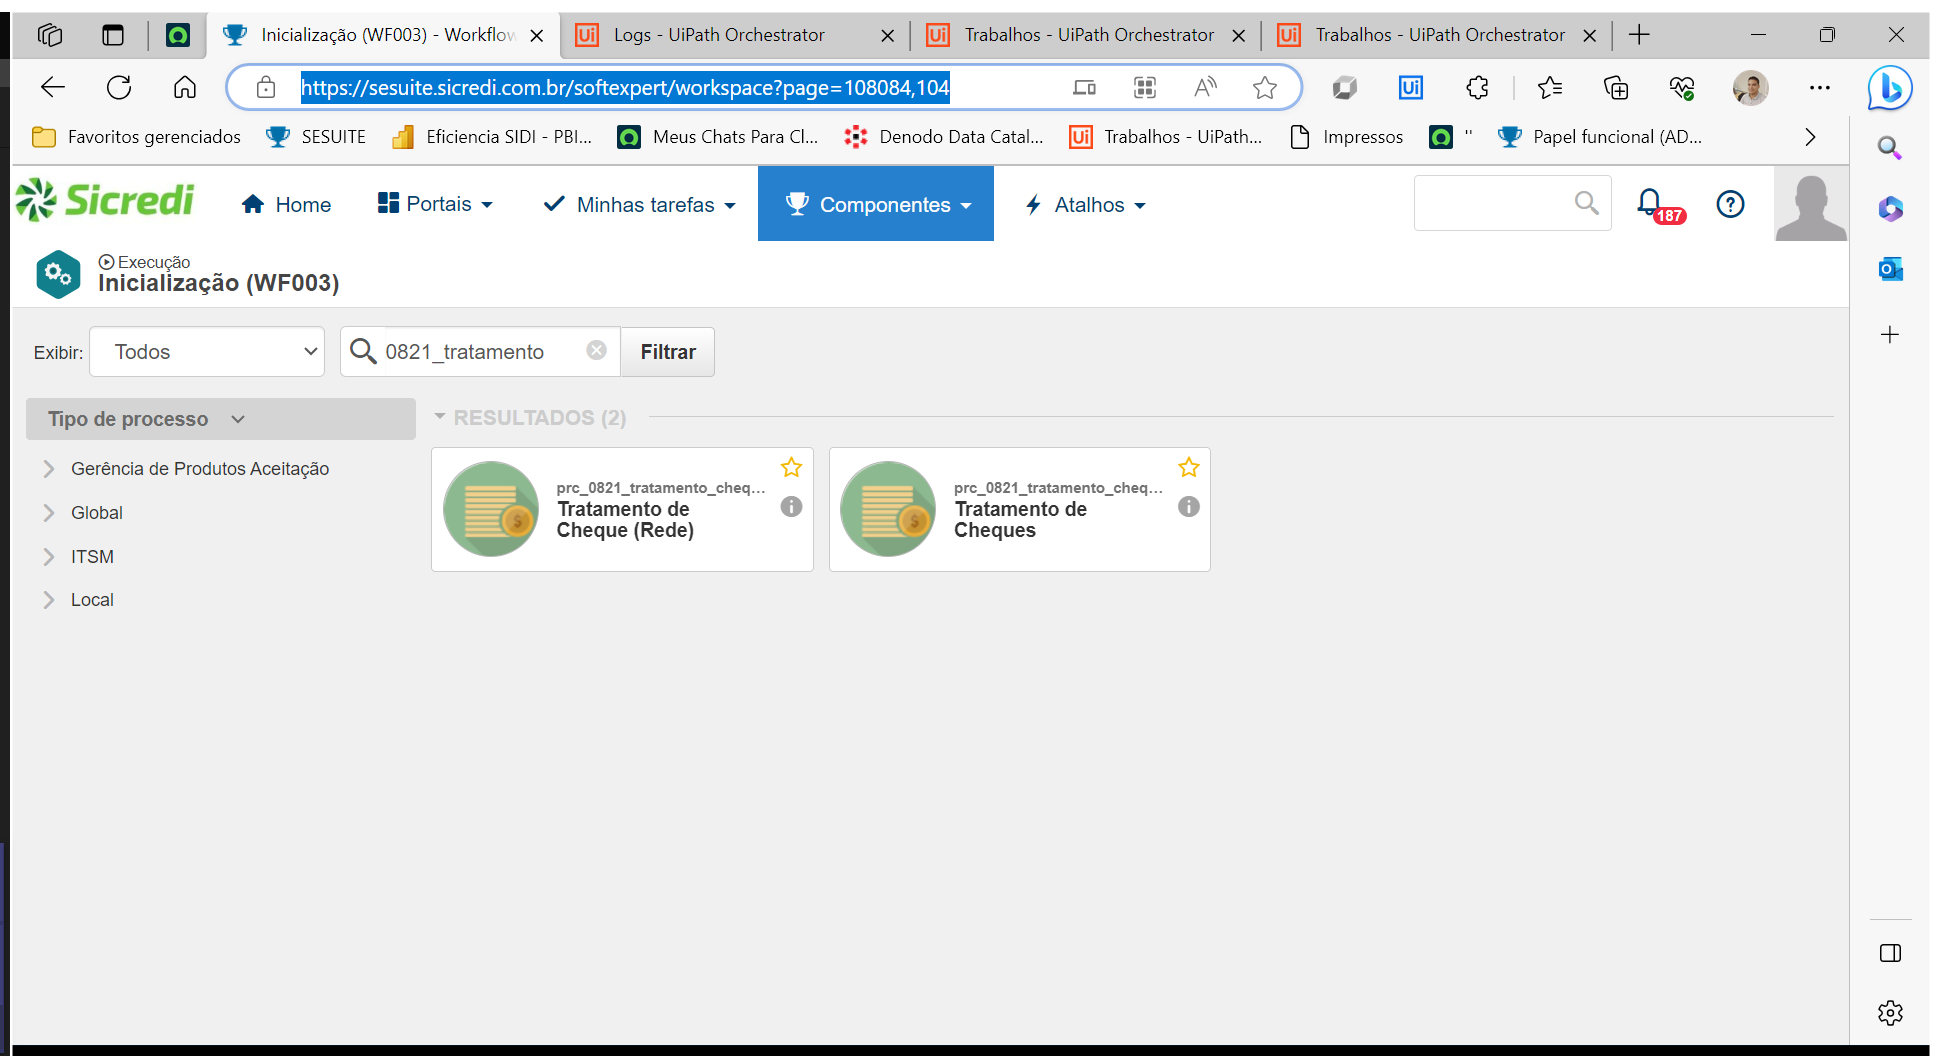 Inicialização (WF003) - Workflow
Logs - UiPath Orchestrator
Trabalhos - UiPath Orchestrator
Trabalhos - UiPath Orchestrator
https://sesuite.sicredi.com.br/softexpert/workspace?page=108084,104
Favoritos gerenciados
SESUITE
Eficiencia SIDI - PBI...
Meus Chats Para Cl...
Denodo Data Catal...
Trabalhos - UiPath...
Impressos
"
Papel funcional (AD...
Sicredi
Home
Portais
Minhas tarefas
Componentes
Atalhos
187
Execução
Inicialização (WF003)
Exibir:
Todos
0821_tratamento
Filtrar
Tipo de processo
Gerência de Produtos Aceitação
Global
ITSM
Local
RESULTADOS (2)
prc_0821_tratamento_cheq...
Tratamento de
Cheque (Rede)
prc_0821_tratamento_cheq...
Tratamento de
Cheques